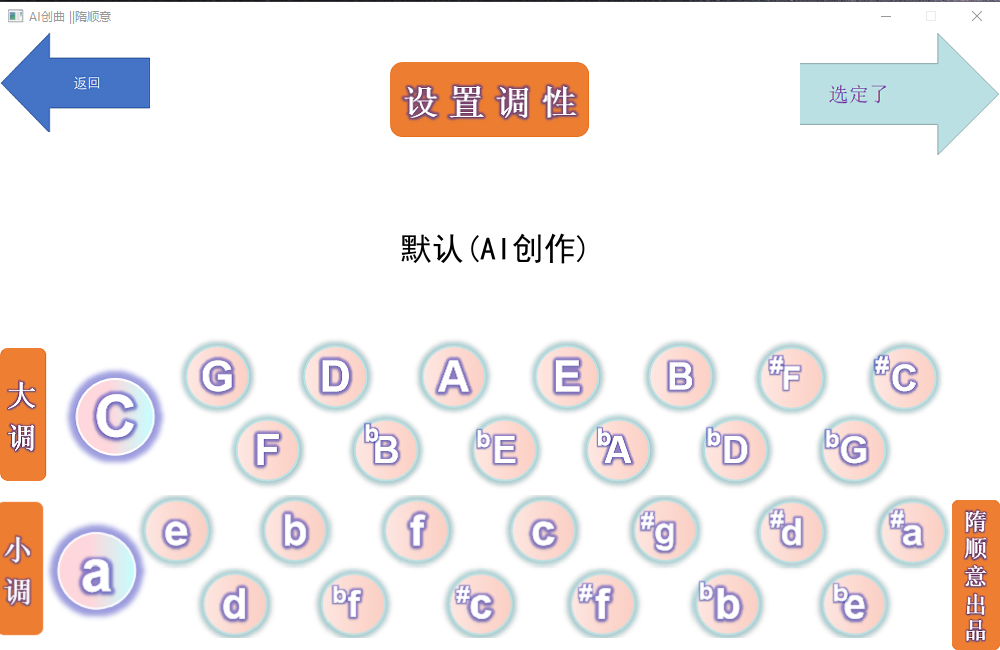 AI创曲 ||隋顺意
返回
设置调性
选定了
默认(AI创作)
大调
C
G D A E B #F #C
F bB bE bA bD bG
小调
a
e b f c #g #d #a
d bf #c #f bb be
隋顺意出品